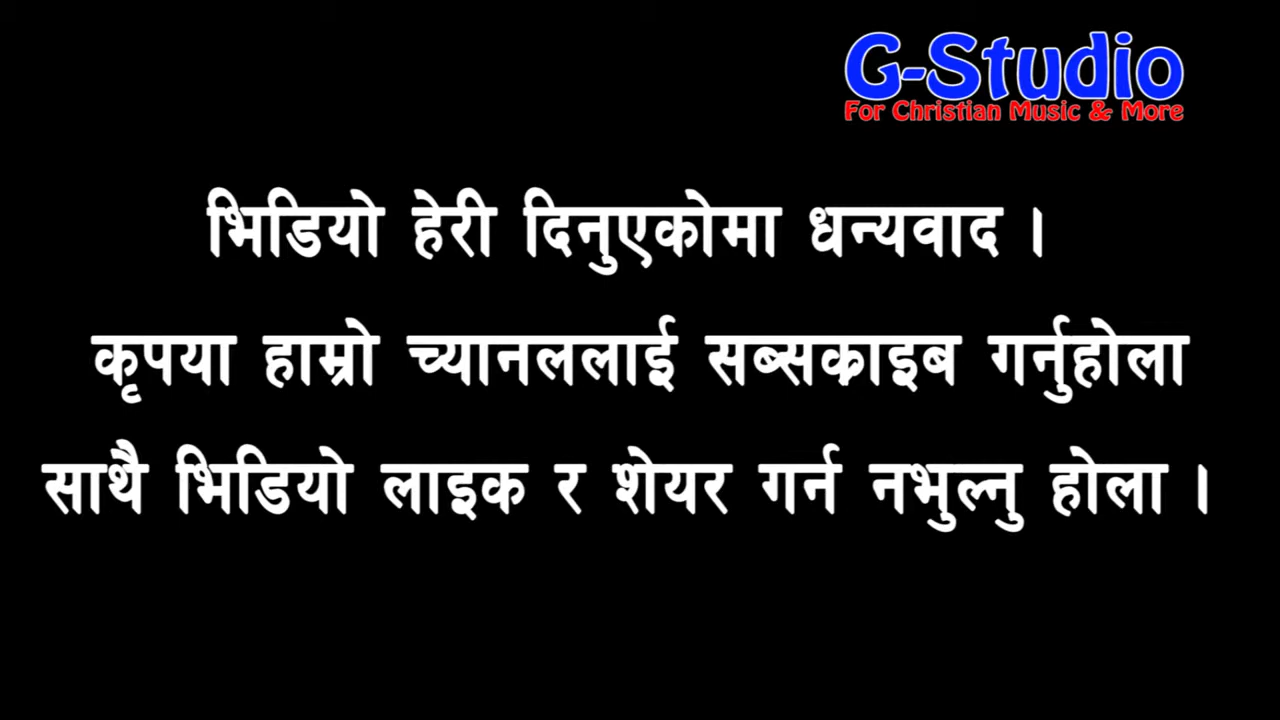 G-Studio
For Christian Music & More
भिडियो हेरी दिनुएकोमा धन्यवाद ।
कृपया हाम्रो च्यानललाई सब्सक्राइब गर्नुहोला
साथै भिडियो लाइक र शेयर गर्न नभुल्नु होला ।